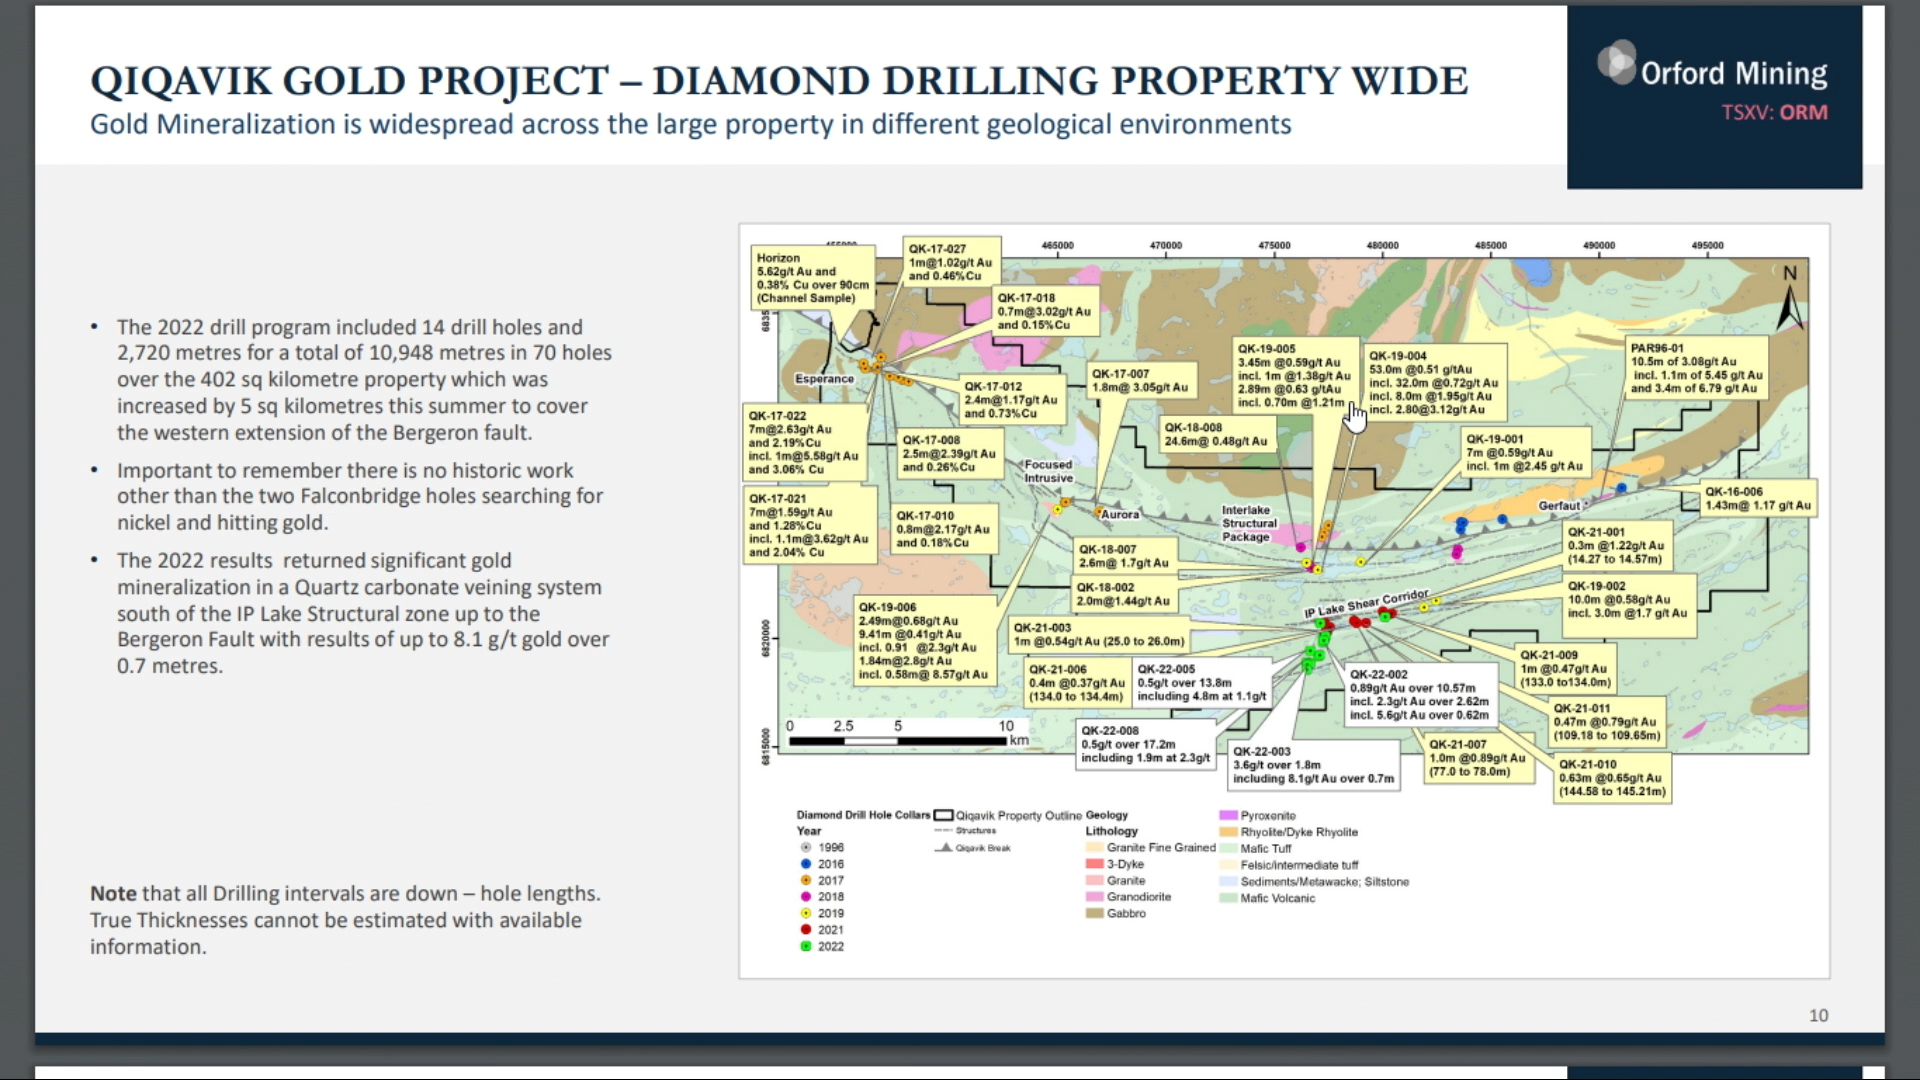 QIQAVIK GOLD PROJECT – DIAMOND DRILLING PROPERTY WIDE
Gold Mineralization is widespread across the large property in different geological environments
Orford Mining
TSXV: ORM
• The 2022 drill program included 14 drill holes and
2,720 metres for a total of 10,948 metres in 70 holes
over the 402 sq kilometre property which was
increased by 5 sq kilometres this summer to cover
the western extension of the Bergeron fault.
• Important to remember there is no historic work
other than the two Falconbridge holes searching for
nickel and hitting gold.
• The 2022 results returned significant gold
mineralization in a Quartz carbonate veining system
south of the IP Lake Structural zone up to the
Bergeron Fault with results of up to 8.1 g/t gold over
0.7 metres.
Note that all Drilling intervals are down – hole lengths.
True Thicknesses cannot be estimated with available
information.
465000
470000
475000
480000
485000
490000
495000
N
6820000
6815000
Horizon
5.62g/t Au and
0.38% Cu over 90cm
(Channel Sample)
QK-17-027
1m@1.02g/t Au
and 0.46%Cu
QK-17-018
0.7m@3.02g/t Au
and 0.15%Cu
Esperance
QK-17-012
2.4m@1.17g/t Au
and 0.73%Cu
QK-17-007
1.8m@ 3.05g/t Au
QK-19-005
3.45m @0.59g/t Au
incl. 1m @1.38g/t Au
2.89m @0.63 g/tAu
incl. 0.70m @1.21m
QK-19-004
53.0m @0.51 g/tAu
incl. 32.0m @0.72g/t Au
incl. 8.0m @1.95g/t Au
incl. 2.80@3.12g/t Au
PAR96-01
10.5m of 3.08g/t Au
incl. 1.1m of 5.45 g/t Au
and 3.4m of 6.79 g/t Au
QK-17-022
7m@2.63g/t Au
and 2.19%Cu
incl. 1m@5.58g/t Au
and 3.06% Cu
QK-17-008
2.5m@2.39g/t Au
and 0.26%Cu
QK-18-008
24.6m@ 0.48g/t Au
QK-19-001
7m @0.59g/t Au
incl. 1m @2.45 g/t Au
Focused
Intrusive
QK-17-021
7m@1.59g/t Au
and 1.28%Cu
incl. 1.1m@3.62g/t Au
and 2.04% Cu
QK-17-010
0.8m@2.17g/t Au
and 0.18%Cu
Aurora
Interlake
Structural
Package
Gerfaut
QK-16-006
1.43m@ 1.17 g/t Au
QK-18-007
2.6m@ 1.7g/t Au
QK-21-001
0.3m @1.22g/t Au
(14.27 to 14.57m)
QK-18-002
2.0m@1.44g/t Au
QK-19-002
10.0m @0.58g/t Au
incl. 3.0m @1.7 g/t Au
IP Lake Shear Corridor
QK-19-006
2.49m@0.68g/t Au
9.41m @0.41g/t Au
incl. 0.91 @2.3g/t Au
1.84m@2.8g/t Au
incl. 0.58m@ 8.57g/t Au
QK-21-003
1m @0.54g/t Au (25.0 to 26.0m)
QK-21-006
0.4m @0.37g/t Au
(134.0 to 134.4m)
QK-22-005
0.5g/t over 13.8m
including 4.8m at 1.1g/t
QK-22-002
0.89g/t Au over 10.57m
incl. 2.3g/t Au over 2.62m
incl. 5.6g/t Au over 0.62m
QK-21-009
1m @0.47g/t Au
(133.0 to134.0m)
QK-21-011
0.47m @0.79g/t Au
(109.18 to 109.65m)
QK-22-008
0.5g/t over 17.2m
including 1.9m at 2.3g/t
QK-22-003
3.6g/t over 1.8m
including 8.1g/t Au over 0.7m
QK-21-007
1.0m @0.89g/t Au
(77.0 to 78.0m)
QK-21-010
0.63m @0.65g/t Au
(144.58 to 145.21m)
0 2.5 5 10
km
Diamond Drill Hole Collars
Year
1996
2016
2017
2018
2019
2021
2022
Qiqavik Property Outline
Structures
Qiqavik Break
Geology
Lithology
Granite Fine Grained
3-Dyke
Granite
Granodiorite
Gabbro
Pyroxenite
Rhyolite/Dyke Rhyolite
Mafic Tuff
Felsic/intermediate tuff
Sediments/Metawacke; Siltstone
Mafic Volcanic
10